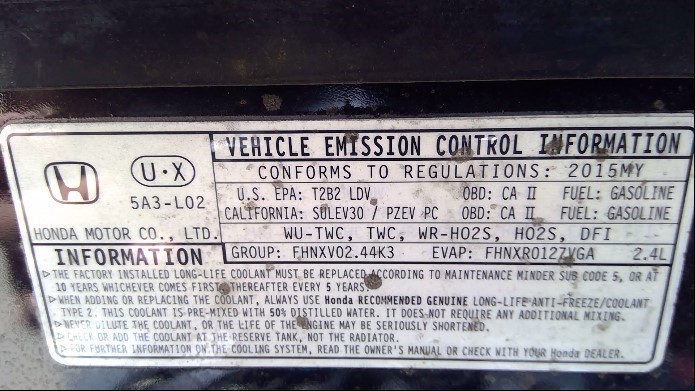 VEHICLE EMISSION CONTROL INFORMATION
U·X
5A3-L02
HONDA MOTOR CO., LTD.
CONFORMS TO REGULATIONS: 2015MY
U.S. EPA: T2B2 LDV OBD: CA II FUEL: GASOLINE
CALIFORNIA: SULEV30 / PZEV PC OBD: CA II FUEL: GASOLINE
WU-TWC, TWC, WR-HO2S, HO2S, DFI
GROUP: FHNXV02.44K3 EVAP: 2.4L
INFORMATION
▷THE FACTORY INSTALLED LONG-LIFE COOLANT MUST BE REPLACED ACCORDING TO MAINTENANCE MINDER SUB CODE 5, OR AT
10 YEARS WHICHEVER COMES FIRST THEREAFTER EVERY 5 YEARS.
▷WHEN ADDING OR REPLACING THE COOLANT, ALWAYS USE Honda RECOMMENDED GENUINE LONG-LIFE ANTI-FREEZE/COOLANT
TYPE 2. THIS COOLANT IS PRE-MIXED WITH 50% DISTILLED WATER. IT DOES NOT REQUIRE ANY ADDITIONAL MIXING.
▷NEVER DILUTE THE COOLANT, OR THE LIFE OF THE ENGINE MAY BE SERIOUSLY SHORTENED.
▷CHECK OR ADD THE COOLANT AT THE RESERVE TANK, NOT THE RADIATOR.
▷FOR FURTHER INFORMATION ON THE COOLING SYSTEM, READ THE OWNER'S MANUAL OR CHECK WITH YOUR Honda DEALER.